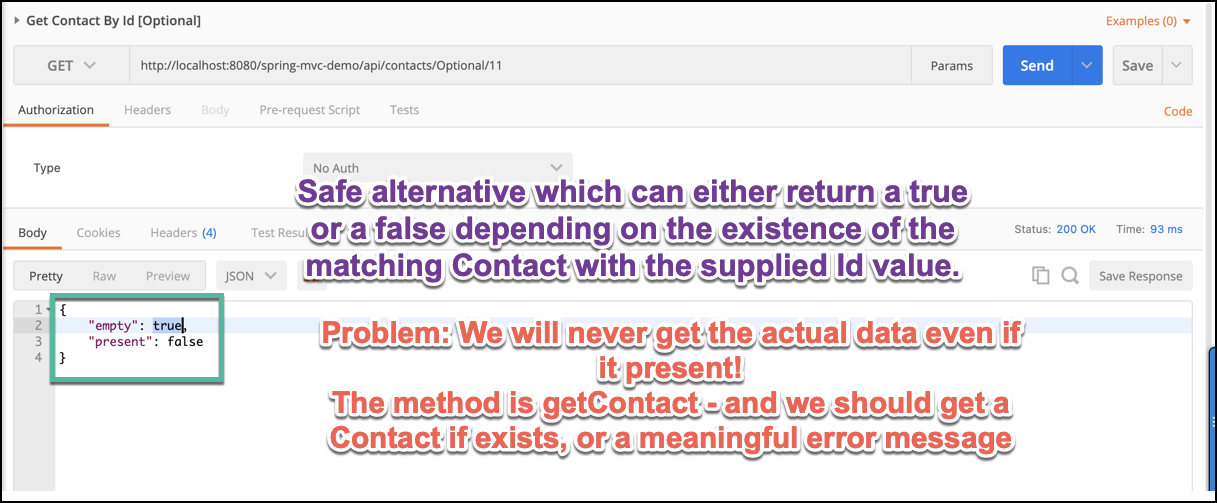 Get Contact By Id [Optional]
Examples (0)
GET
http://localhost:8080/spring-mvc-demo/api/contacts/Optional/11
Params
Send
Save
Authorization
Headers
Body
Pre-request Script
Tests
Code
Type
No Auth
Safe alternative which can either return a true
or a false depending on the existence of the
matching Contact with the supplied Id value.
Body
Cookies
Headers (4)
Test
Status: 200 OK
Time: 93 ms
Pretty
Raw
Preview
JSON
Save Response
1 {
2 "empty": true,
3 "present": false
4 }
Problem: We will never get the actual data even if
it present!
The method is getContact - and we should get a
Contact if exists, or a meaningful error message